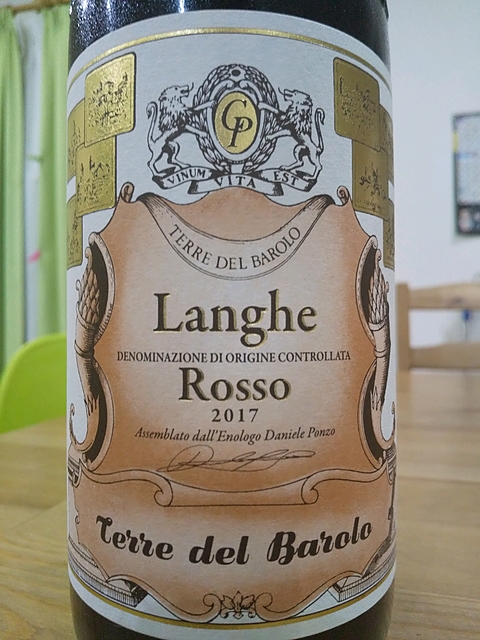 CP
VINUM VITA EST
TERRE DEL BAROLO
Langhe
DENOMINAZIONE DI ORIGINE CONTROLLATA
Rosso
2017
Assemblato dall'Enologo Daniele Ponzo
Terre del Barolo